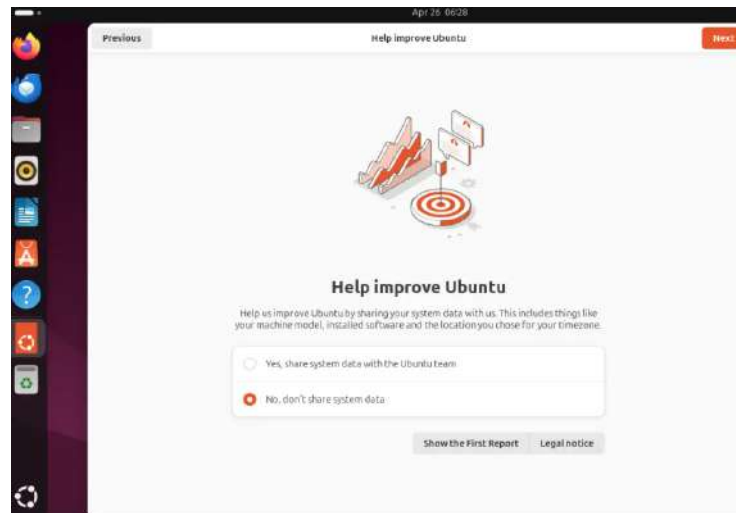 Apr 26 06:28
Previous
Help improve Ubuntu
Next
Help improve Ubuntu
Help us improve Ubuntu by sharing your system data with us. This includes things like
your machine model, installed software and the location you chose for your timezone.
Yes, share system data with the Ubuntu team
No, don't share system data
Show the First Report
Legal notice